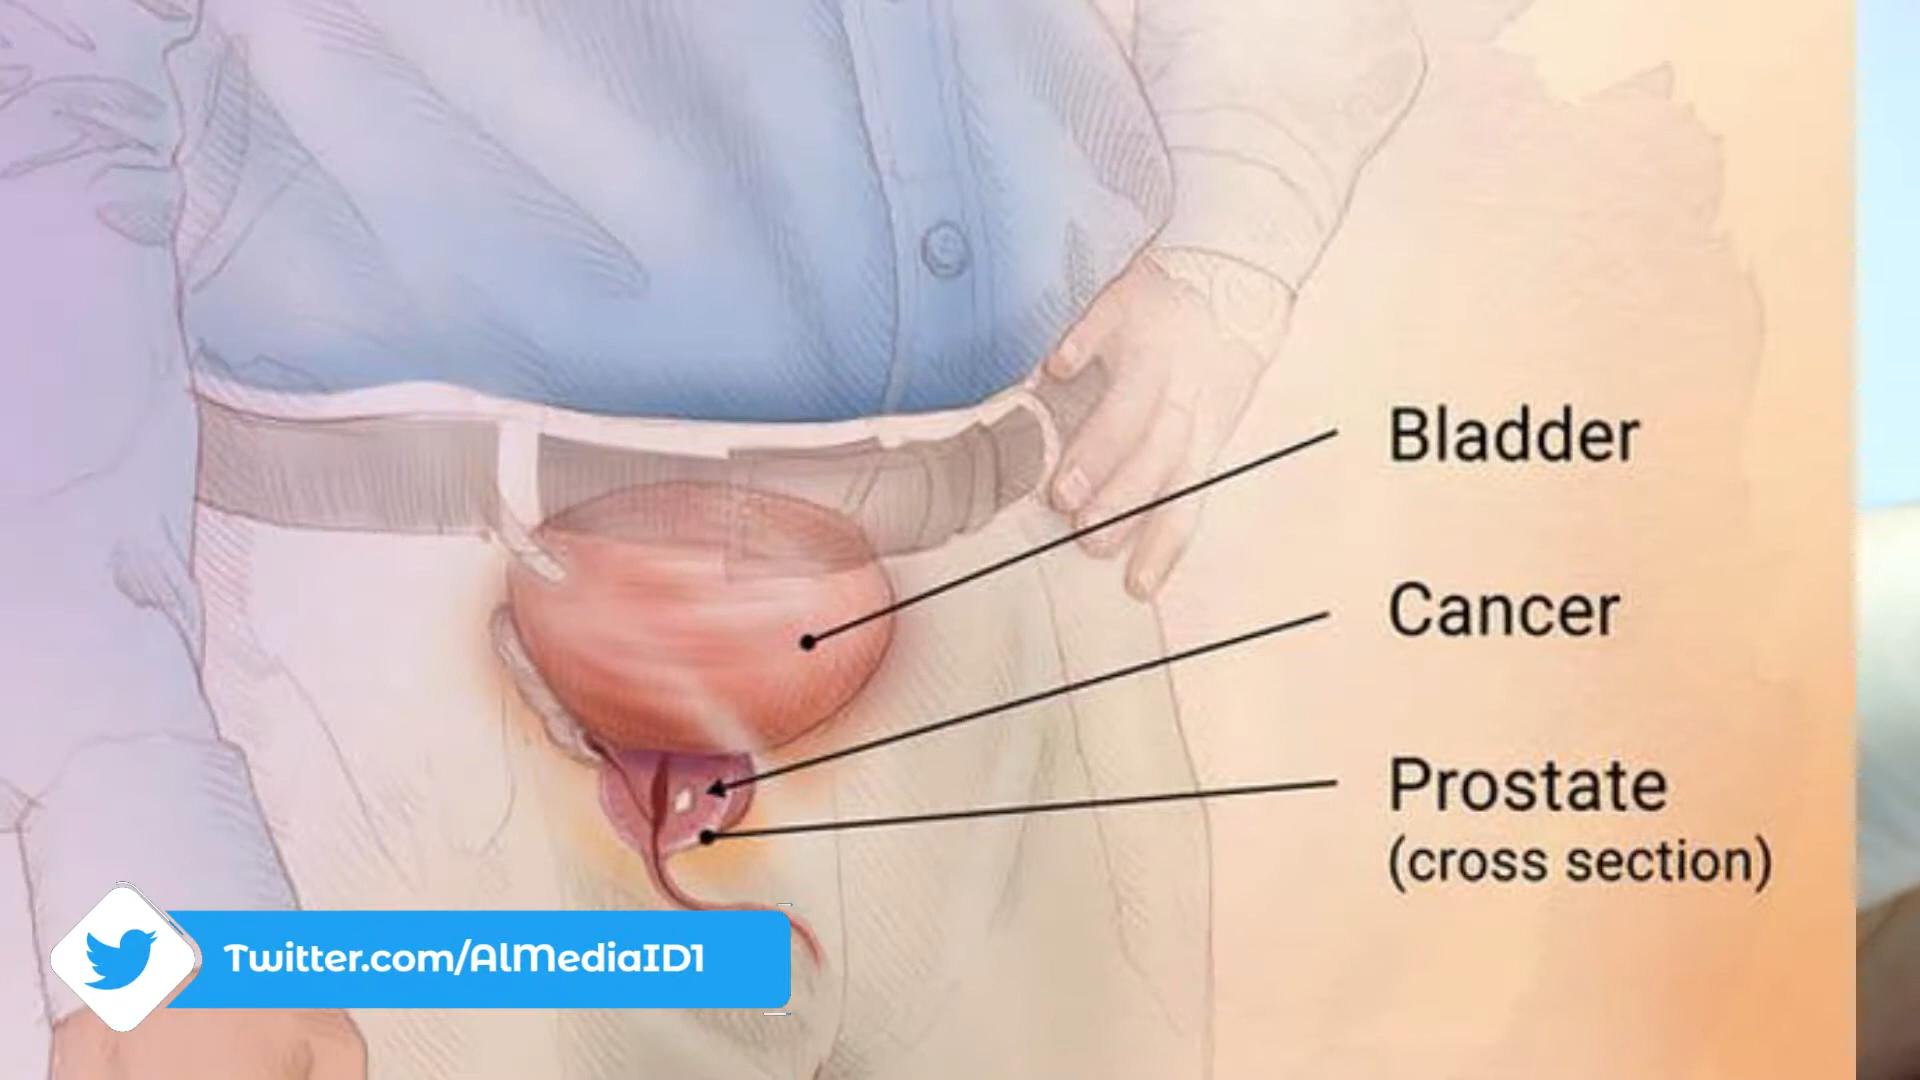 Bladder
Cancer
Prostate
(cross section)
Twitter.com/AlMediaID1